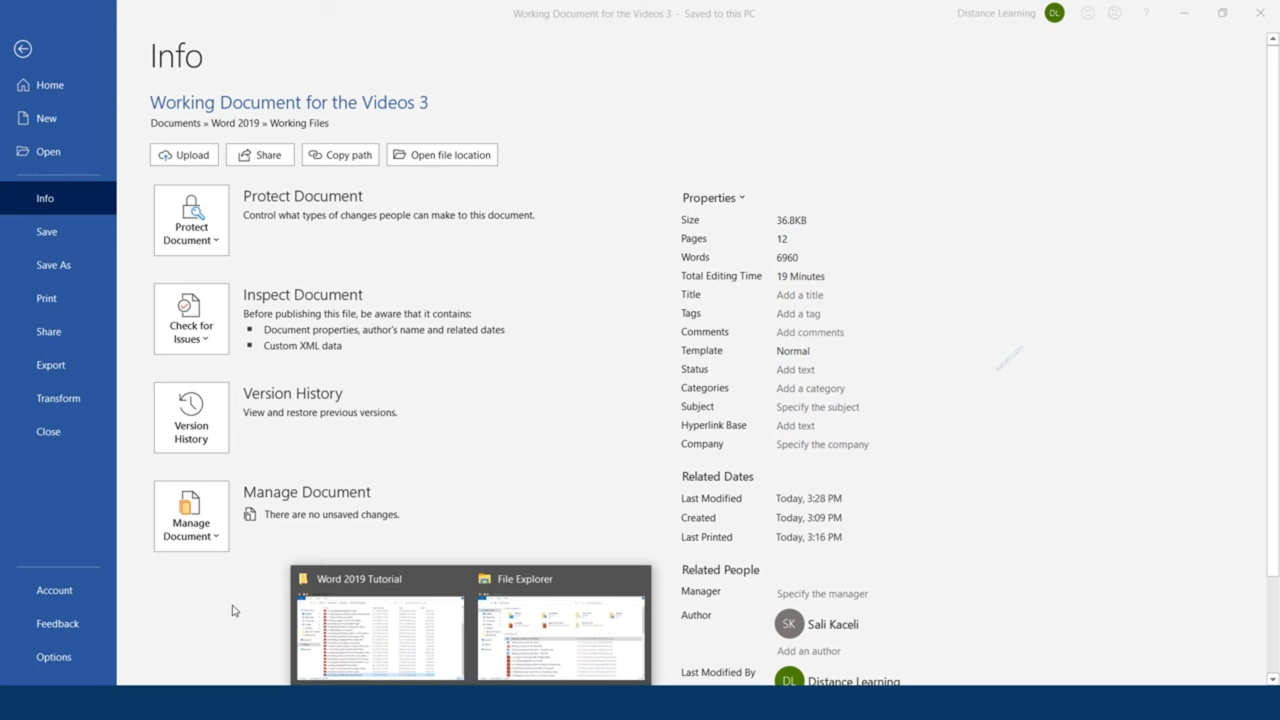 Working Document for the Videos 3 - Saved to this PC
Distance Learning DL ?
Info
Home
New
Open
Info
Save
Save As
Print
Share
Export
Transform
Close
Account
Feedback
Options
Working Document for the Videos 3
Documents » Word 2019 » Working Files
Upload Share Copy path Open file location
Protect Document
Protect Document
Control what types of changes people can make to this document.
Check for Issues
Inspect Document
Before publishing this file, be aware that it contains:
Document properties, author's name and related dates
Custom XML data
Version History
Version History
View and restore previous versions.
Manage Document
Manage Document
There are no unsaved changes.
Properties
Size 36.8KB
Pages 12
Words 6960
Total Editing Time 19 Minutes
Title Add a title
Tags Add a tag
Comments Add comments
Template Normal
Status Add text
Categories Add a category
Subject Specify the subject
Hyperlink Base Add text
Company Specify the company
Related Dates
Last Modified Today, 3:28 PM
Created Today, 3:09 PM
Last Printed Today, 3:16 PM
Related People
Manager Specify the manager
Author SK Sali Kaceli
Add an author
Last Modified By DL Distance Learning
Word 2019 Tutorial
File Explorer